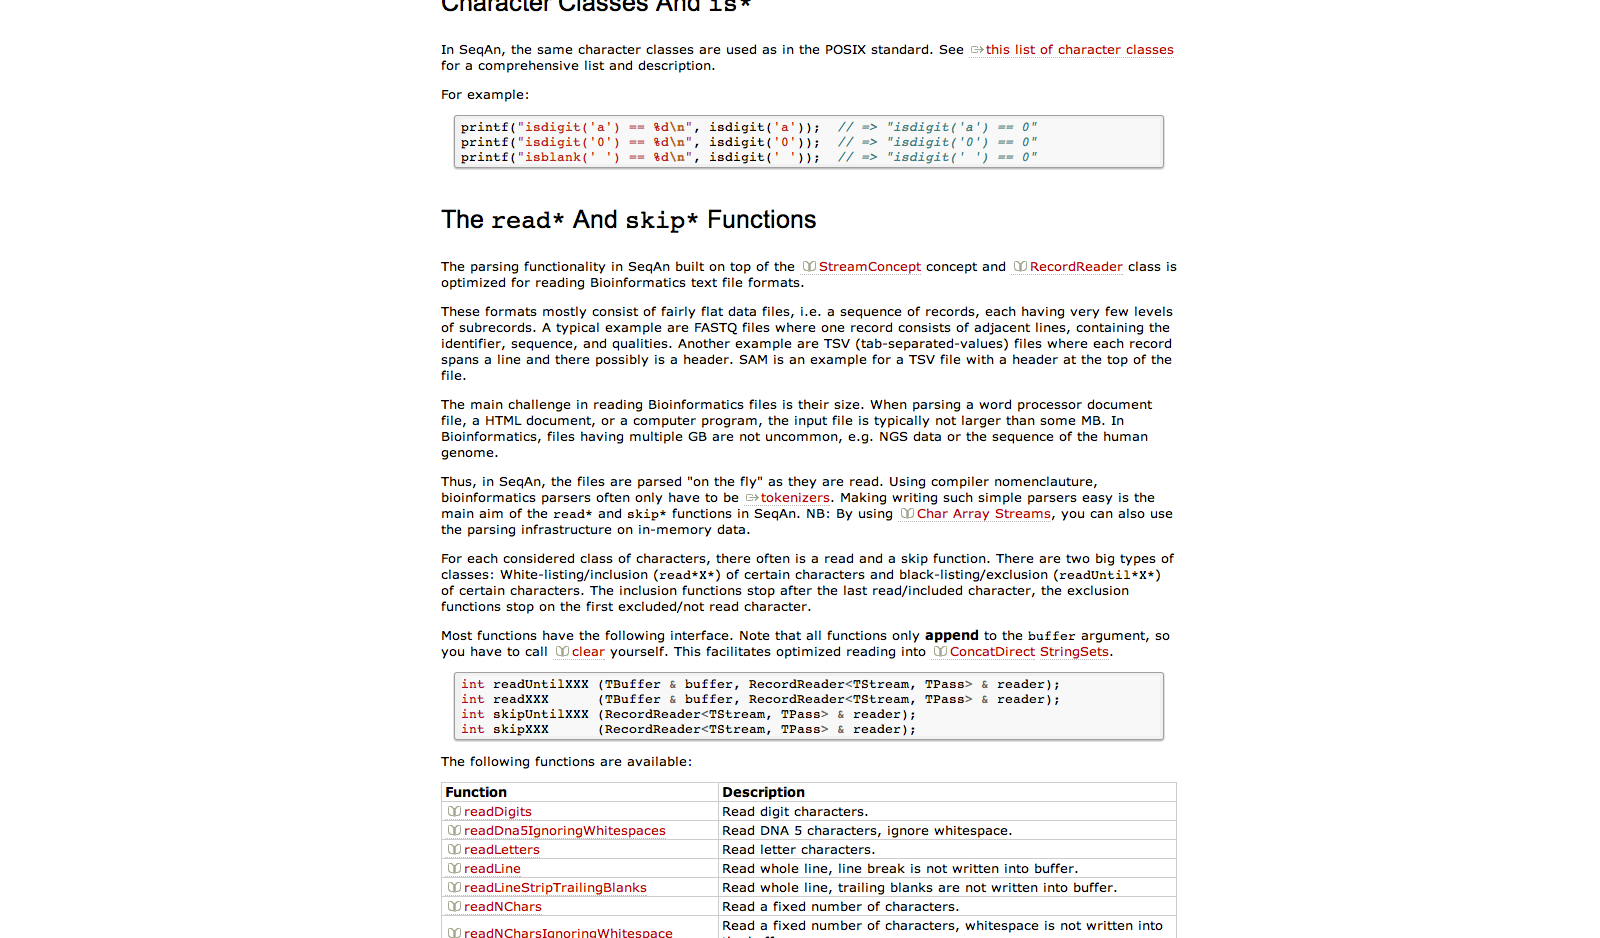 Character Classes And is*
In SeqAn, the same character classes are used as in the POSIX standard. See this list of character classes
for a comprehensive list and description.
For example:
printf("isdigit('a') == %d\n", isdigit('a'));  // => "isdigit('a') == 0"
printf("isdigit('0') == %d\n", isdigit('0'));  // => "isdigit('0') == 0"
printf("isblank(' ') == %d\n", isdigit(' '));  // => "isdigit(' ') == 0"
The read* And skip* Functions
The parsing functionality in SeqAn built on top of the StreamConcept concept and RecordReader class is
optimized for reading Bioinformatics text file formats.
These formats mostly consist of fairly flat data files, i.e. a sequence of records, each having very few levels
of subrecords. A typical example are FASTQ files where one record consists of adjacent lines, containing the
identifier, sequence, and qualities. Another example are TSV (tab-separated-values) files where each record
spans a line and there possibly is a header. SAM is an example for a TSV file with a header at the top of the
file.
The main challenge in reading Bioinformatics files is their size. When parsing a word processor document
file, a HTML document, or a computer program, the input file is typically not larger than some MB. In
Bioinformatics, files having multiple GB are not uncommon, e.g. NGS data or the sequence of the human
genome.
Thus, in SeqAn, the files are parsed "on the fly" as they are read. Using compiler nomenclauture,
bioinformatics parsers often only have to be tokenizers. Making writing such simple parsers easy is the
main aim of the read* and skip* functions in SeqAn. NB: By using Char Array Streams, you can also use
the parsing infrastructure on in-memory data.
For each considered class of characters, there often is a read and a skip function. There are two big types of
classes: White-listing/inclusion (read*X*) of certain characters and black-listing/exclusion (readUntil*X*)
of certain characters. The inclusion functions stop after the last read/included character, the exclusion
functions stop on the first excluded/not read character.
Most functions have the following interface. Note that all functions only append to the buffer argument, so
you have to call clear yourself. This facilitates optimized reading into ConcatDirect StringSets.
int readUntilXXX (TBuffer & buffer, RecordReader<TStream, TPass> & reader);
int readXXX      (TBuffer & buffer, RecordReader<TStream, TPass> & reader);
int skipUntilXXX (RecordReader<TStream, TPass> & reader);
int skipXXX      (RecordReader<TStream, TPass> & reader);
The following functions are available:
Function Description
readDigits Read digit characters.
readDna5IgnoringWhitespaces Read DNA 5 characters, ignore whitespace.
readLetters Read letter characters.
readLine Read whole line, line break is not written into buffer.
readLineStripTrailingBlanks Read whole line, trailing blanks are not written into buffer.
readNChars Read a fixed number of characters.
readNCharsIgnoringWhitespace Read a fixed number of characters, whitespace is not written into